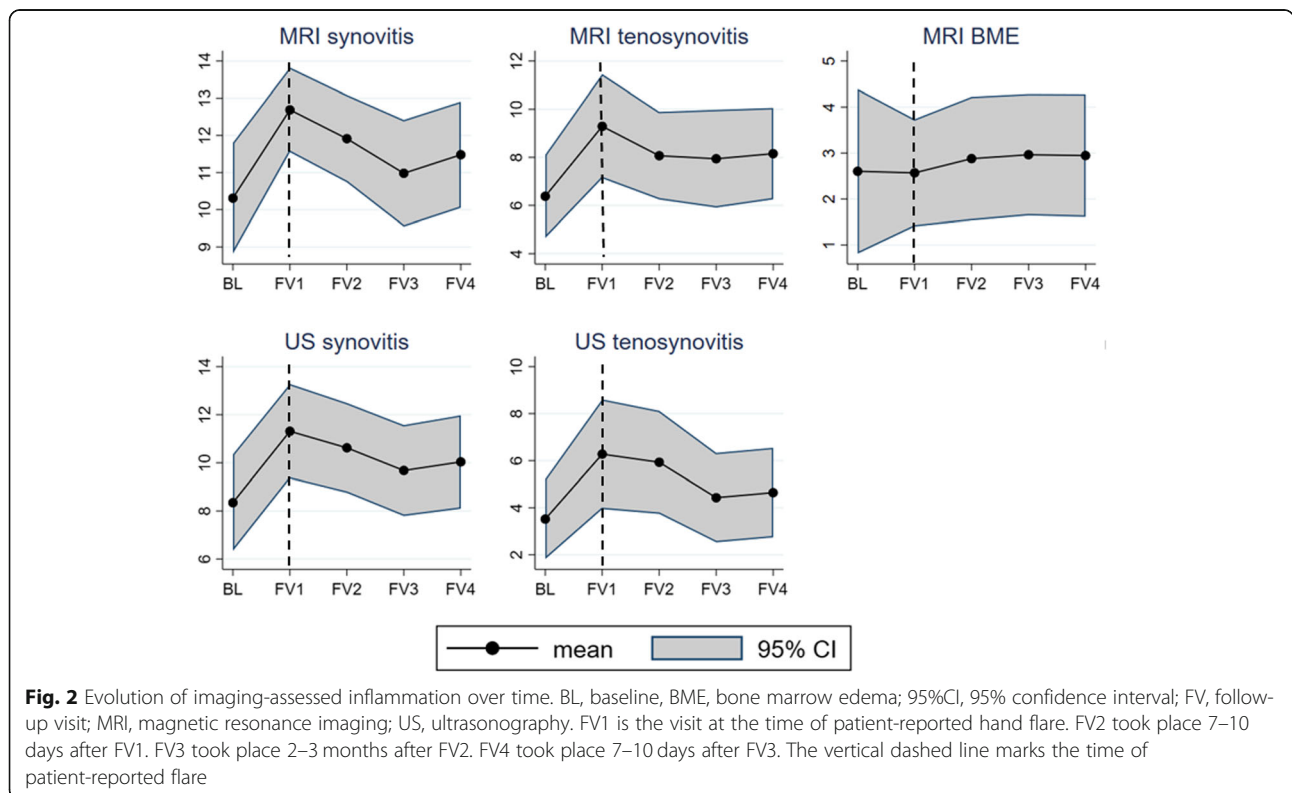 MRI synovitis
14
13
12
11
10
9
BL FV1 FV2 FV3 FV4
MRI tenosynovitis
12
10
8
6
4
BL FV1 FV2 FV3 FV4
MRI BME
5
4
3
2
1
BL FV1 FV2 FV3 FV4
US synovitis
14
12
10
8
6
BL FV1 FV2 FV3 FV4
US tenosynovitis
10
8
6
4
2
BL FV1 FV2 FV3 FV4
mean 95% CI
Fig. 2 Evolution of imaging-assessed inflammation over time. BL, baseline, BME, bone marrow edema; 95%CI, 95% confidence interval; FV, follow-
up visit; MRI, magnetic resonance imaging; US, ultrasonography. FV1 is the visit at the time of patient-reported hand flare. FV2 took place 7–10
days after FV1. FV3 took place 2–3 months after FV2. FV4 took place 7–10 days after FV3. The vertical dashed line marks the time of
patient-reported flare